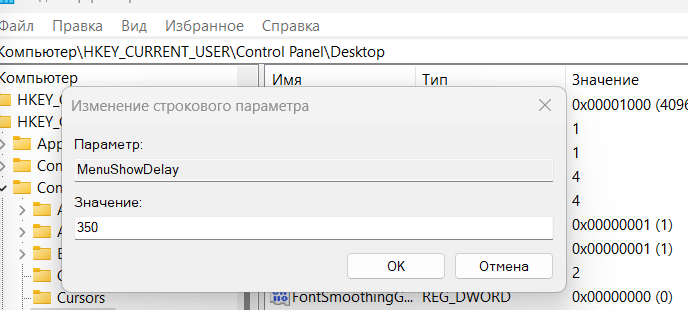 Файл Правка Вид Избранное Справка
Компьютер\HKEY_CURRENT_USER\Control Panel\Desktop
Компьютер Имя Тип Значение
HKEY_C 0x00001000 (4096
Изменение строкового параметра
HKEY_C 1
Параметр:
App 1
MenuShowDelay
Con 4
Con
Значение:
4
350
A 0x00000001 (1)
A
E 0x00000001 (1)
OK Отмена
C 2
Cursors FontSmoothingG... REG_DWORD 0x00000000 (0)